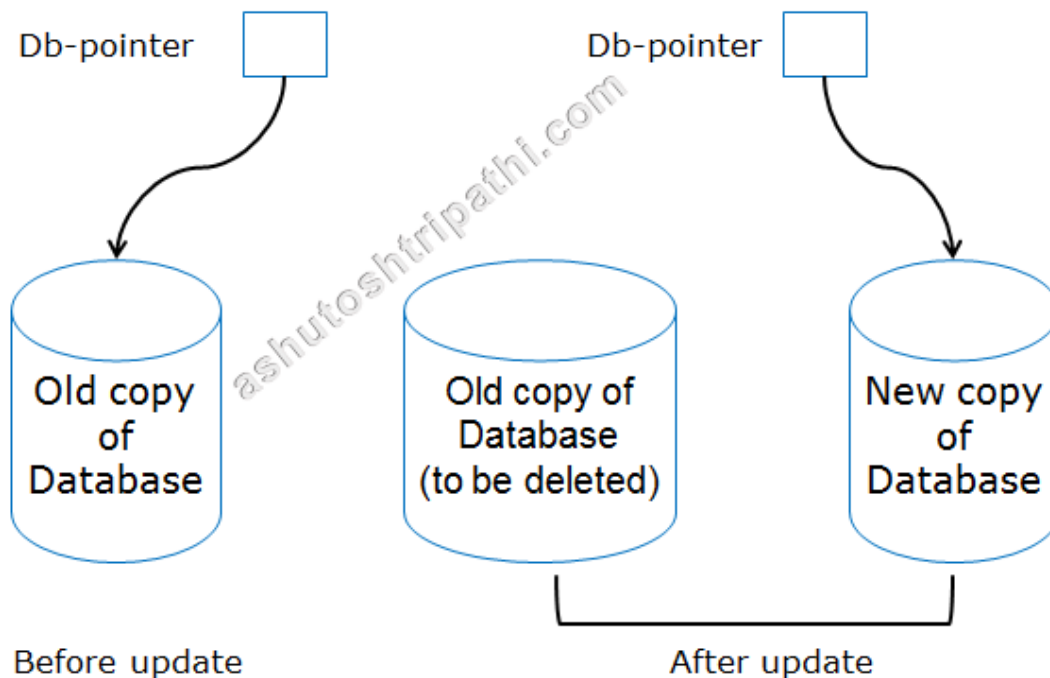 Db-pointer
Db-pointer
ashutoshtripathi.com
Old copy
of
Database
Old copy of
Database
(to be deleted)
New copy
of
Database
Before update
After update